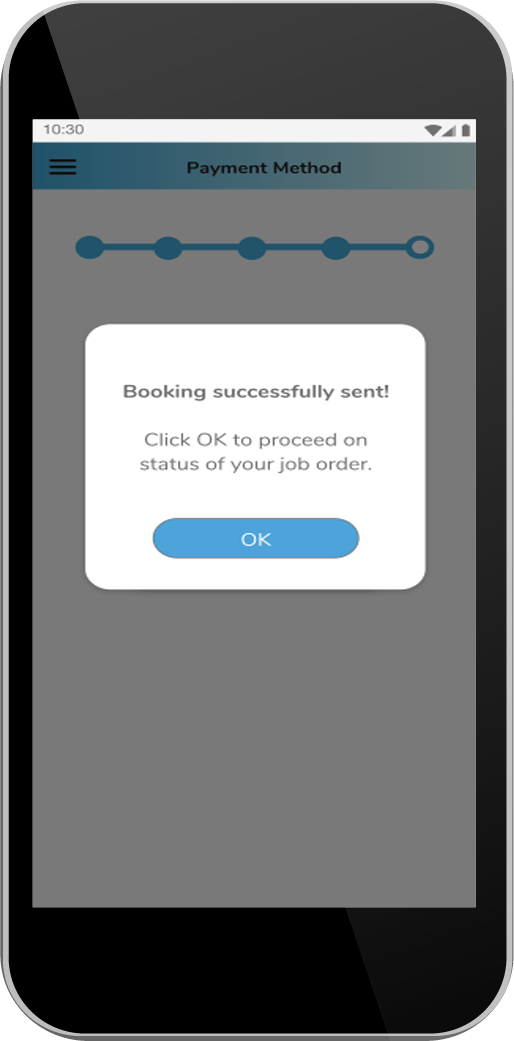 10:30
Payment Method
Booking successfully sent!
Click OK to proceed on
status of your job order.
OK